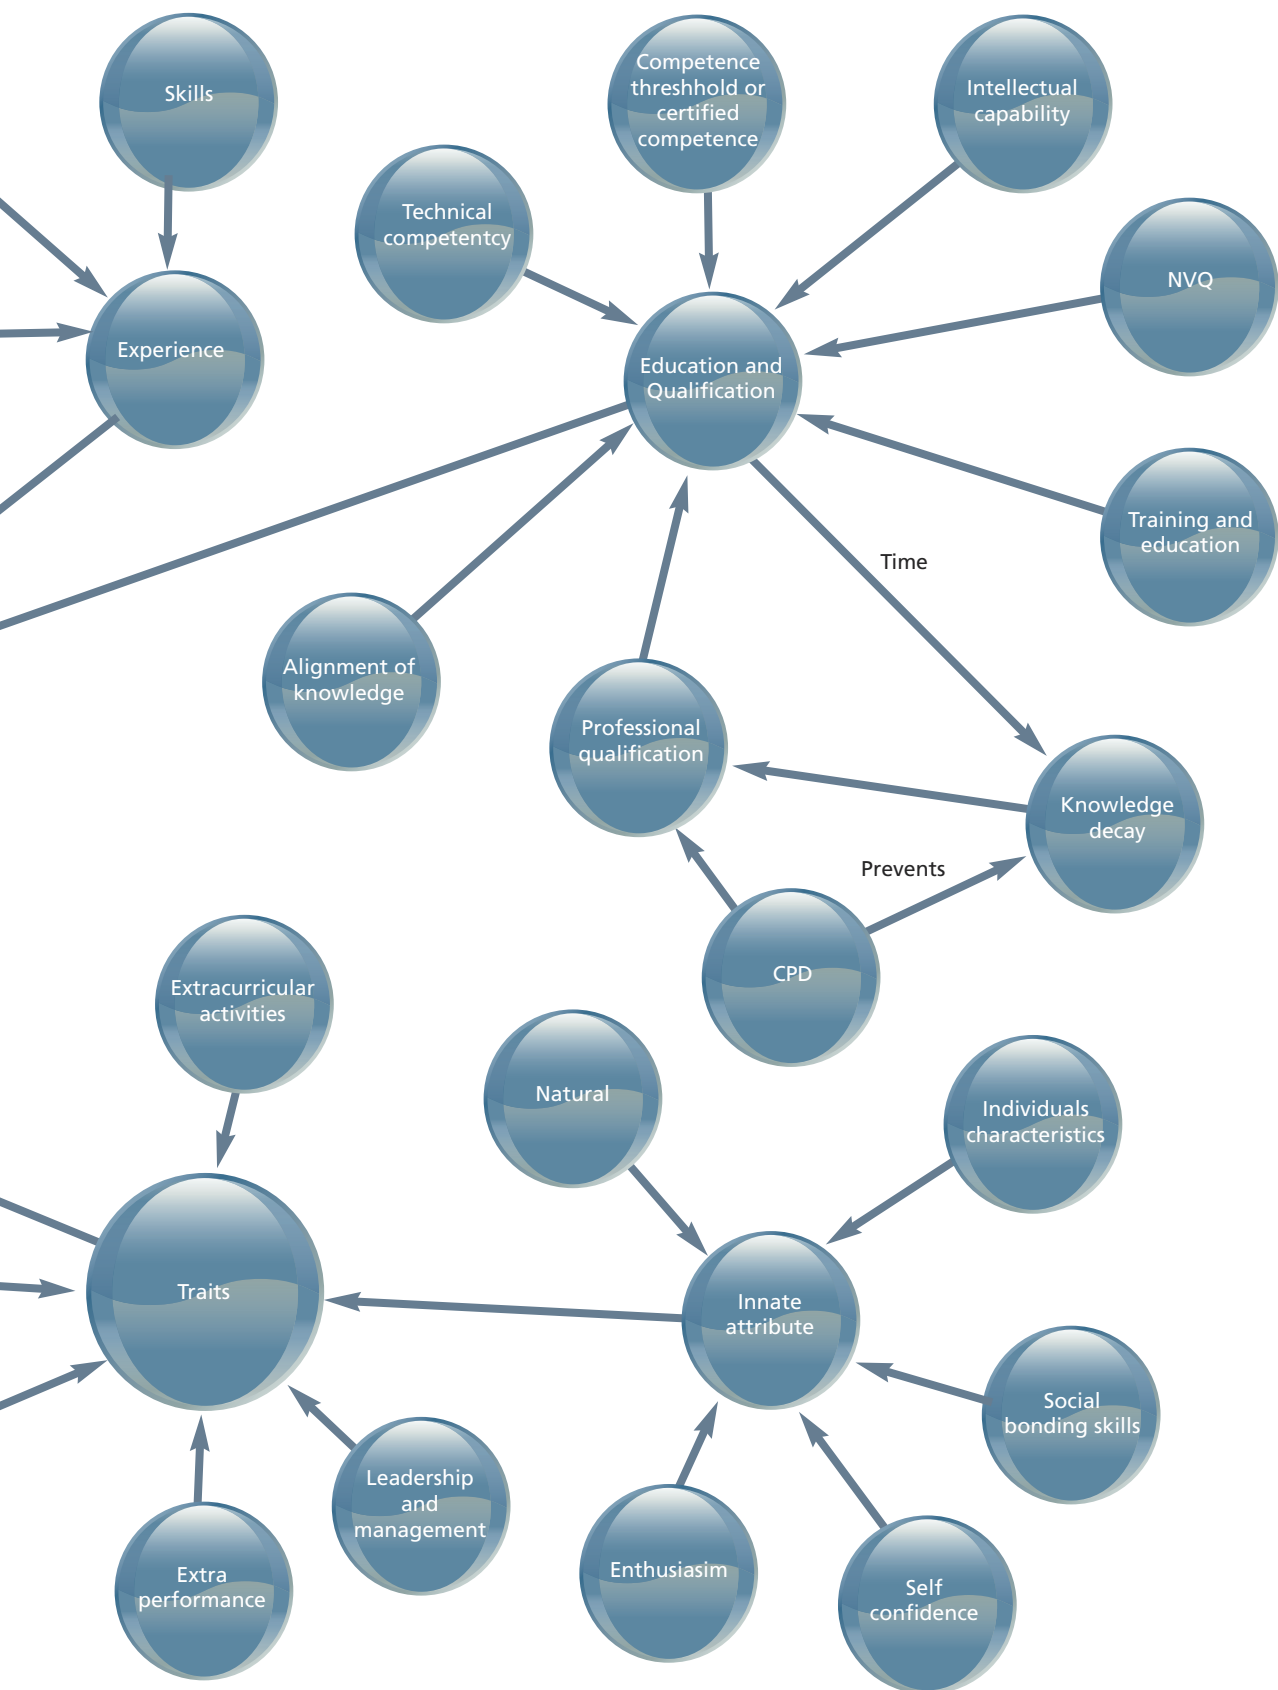 Skills
Competence
threshhold or
certified
competence
Intellectual
capability
Technical
competentcy
NVQ
Experience
Education and
Qualification
Training and
education
Time
Alignment of
knowledge
Professional
qualification
Knowledge
decay
Prevents
CPD
Extracurricular
activities
Natural
Individuals
characteristics
Traits
Innate
attribute
Social
bonding skills
Leadership
and
management
Extra
performance
Enthusiasim
Self
confidence